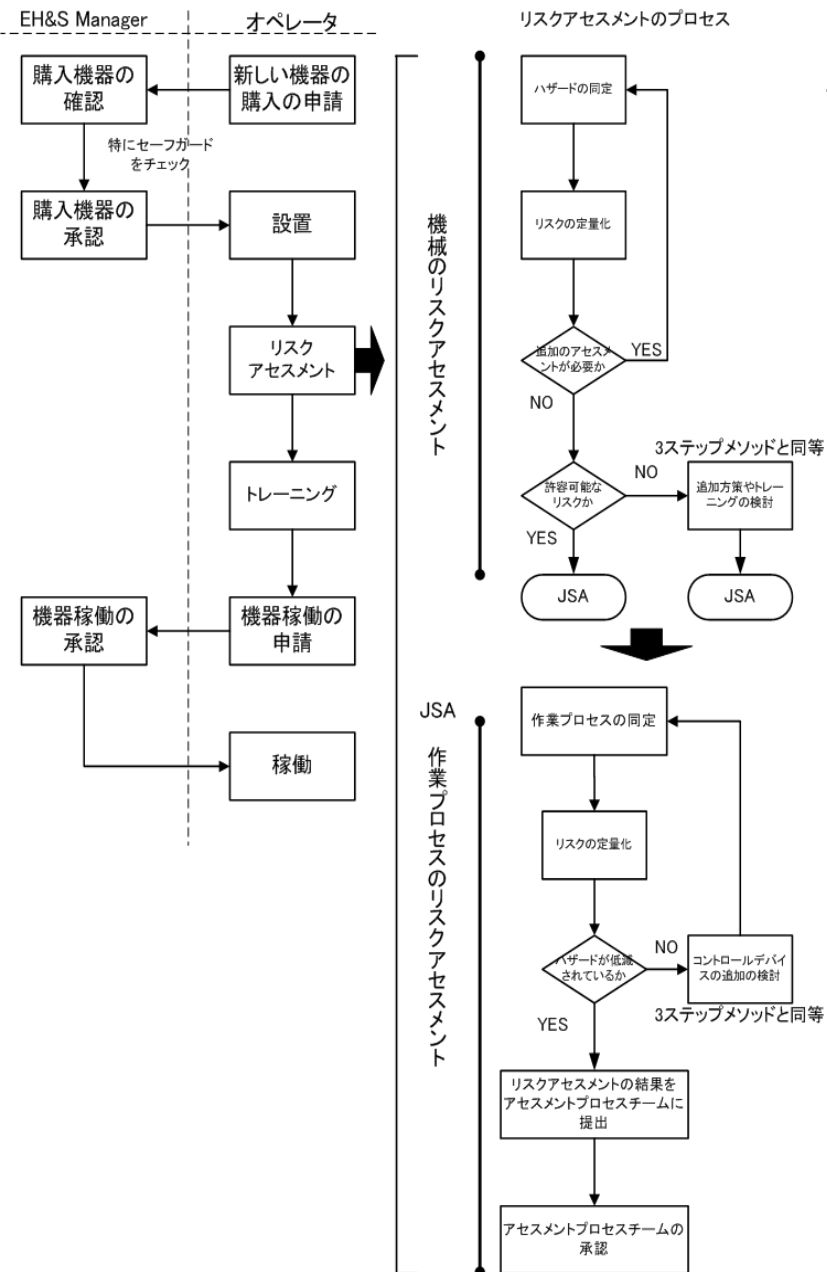 EH&S Manager
オペレータ
購入機器の
確認
新しい機器の
購入の申請
特にセーフガード
をチェック
購入機器の
承認
設置
リスク
アセスメント
トレーニング
機器稼働の
承認
機器稼働の
申請
稼働
リスクアセスメントのプロセス
機械のリスクアセスメント
ハザードの同定
リスクの定量化
追加のアセスメ
ントが必要か
YES
NO
3ステップメソッドと同等
許容可能な
リスクか
NO
追加方策やトレー
ニングの検討
YES
JSA
JSA
JSA
作業プロセスのリスクアセスメント
作業プロセスの同定
リスクの定量化
ハザードが低減
されているか
NO
コントロールデバイ
スの追加の検討
3ステップメソッドと同等
YES
リスクアセスメントの結果を
アセスメントプロセスチームに
提出
アセスメントプロセスチームの
承認